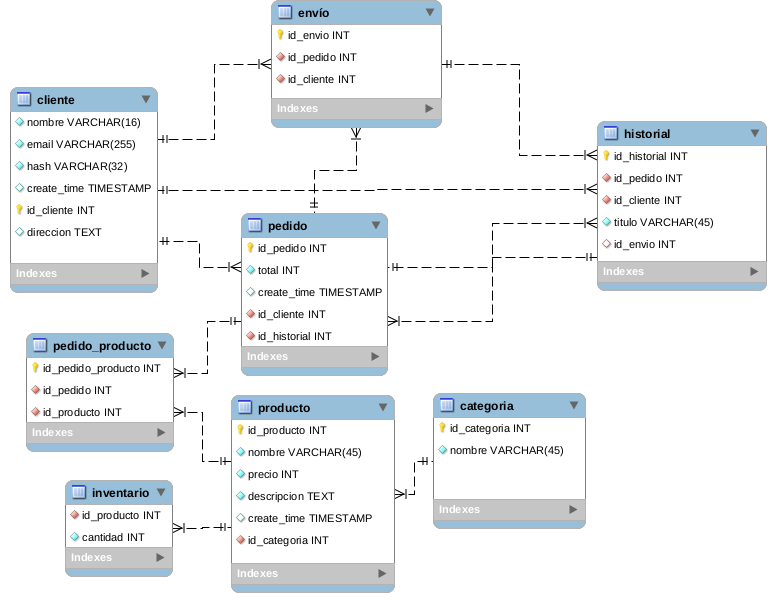 envío
id_envio INT
id_pedido INT
id_cliente INT
Indexes
cliente
nombre VARCHAR(16)
email VARCHAR(255)
hash VARCHAR(32)
create_time TIMESTAMP
id_cliente INT
direccion TEXT
Indexes
historial
id_historial INT
id_pedido INT
id_cliente INT
titulo VARCHAR(45)
id_envio INT
Indexes
pedido
id_pedido INT
total INT
create_time TIMESTAMP
id_cliente INT
id_historial INT
Indexes
pedido_producto
id_pedido_producto INT
id_pedido INT
id_producto INT
Indexes
producto
id_producto INT
nombre VARCHAR(45)
precio INT
descripcion TEXT
create_time TIMESTAMP
id_categoria INT
Indexes
categoria
id_categoria INT
nombre VARCHAR(45)
Indexes
inventario
id_producto INT
cantidad INT
Indexes